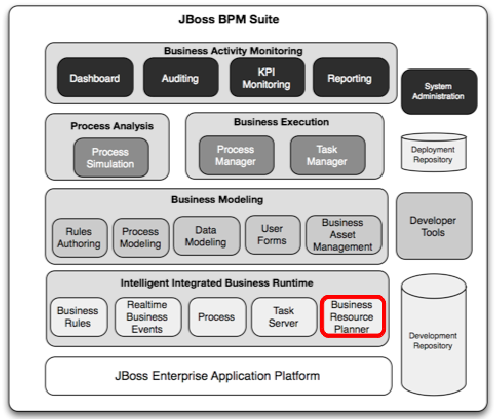 JBoss BPM Suite
Business Activity Monitoring
Dashboard
Auditing
KPI
Monitoring
Reporting
System
Administration
Process Analysis
Process
Simulation
Business Execution
Process
Manager
Task
Manager
Deployment
Repository
Business Modeling
Rules
Authoring
Process
Modeling
Data
Modeling
User
Forms
Business
Asset
Management
Developer
Tools
Intelligent Integrated Business Runtime
Business
Rules
Realtime
Business
Events
Process
Task
Server
Business
Resource
Planner
Development
Repository
JBoss Enterprise Application Platform